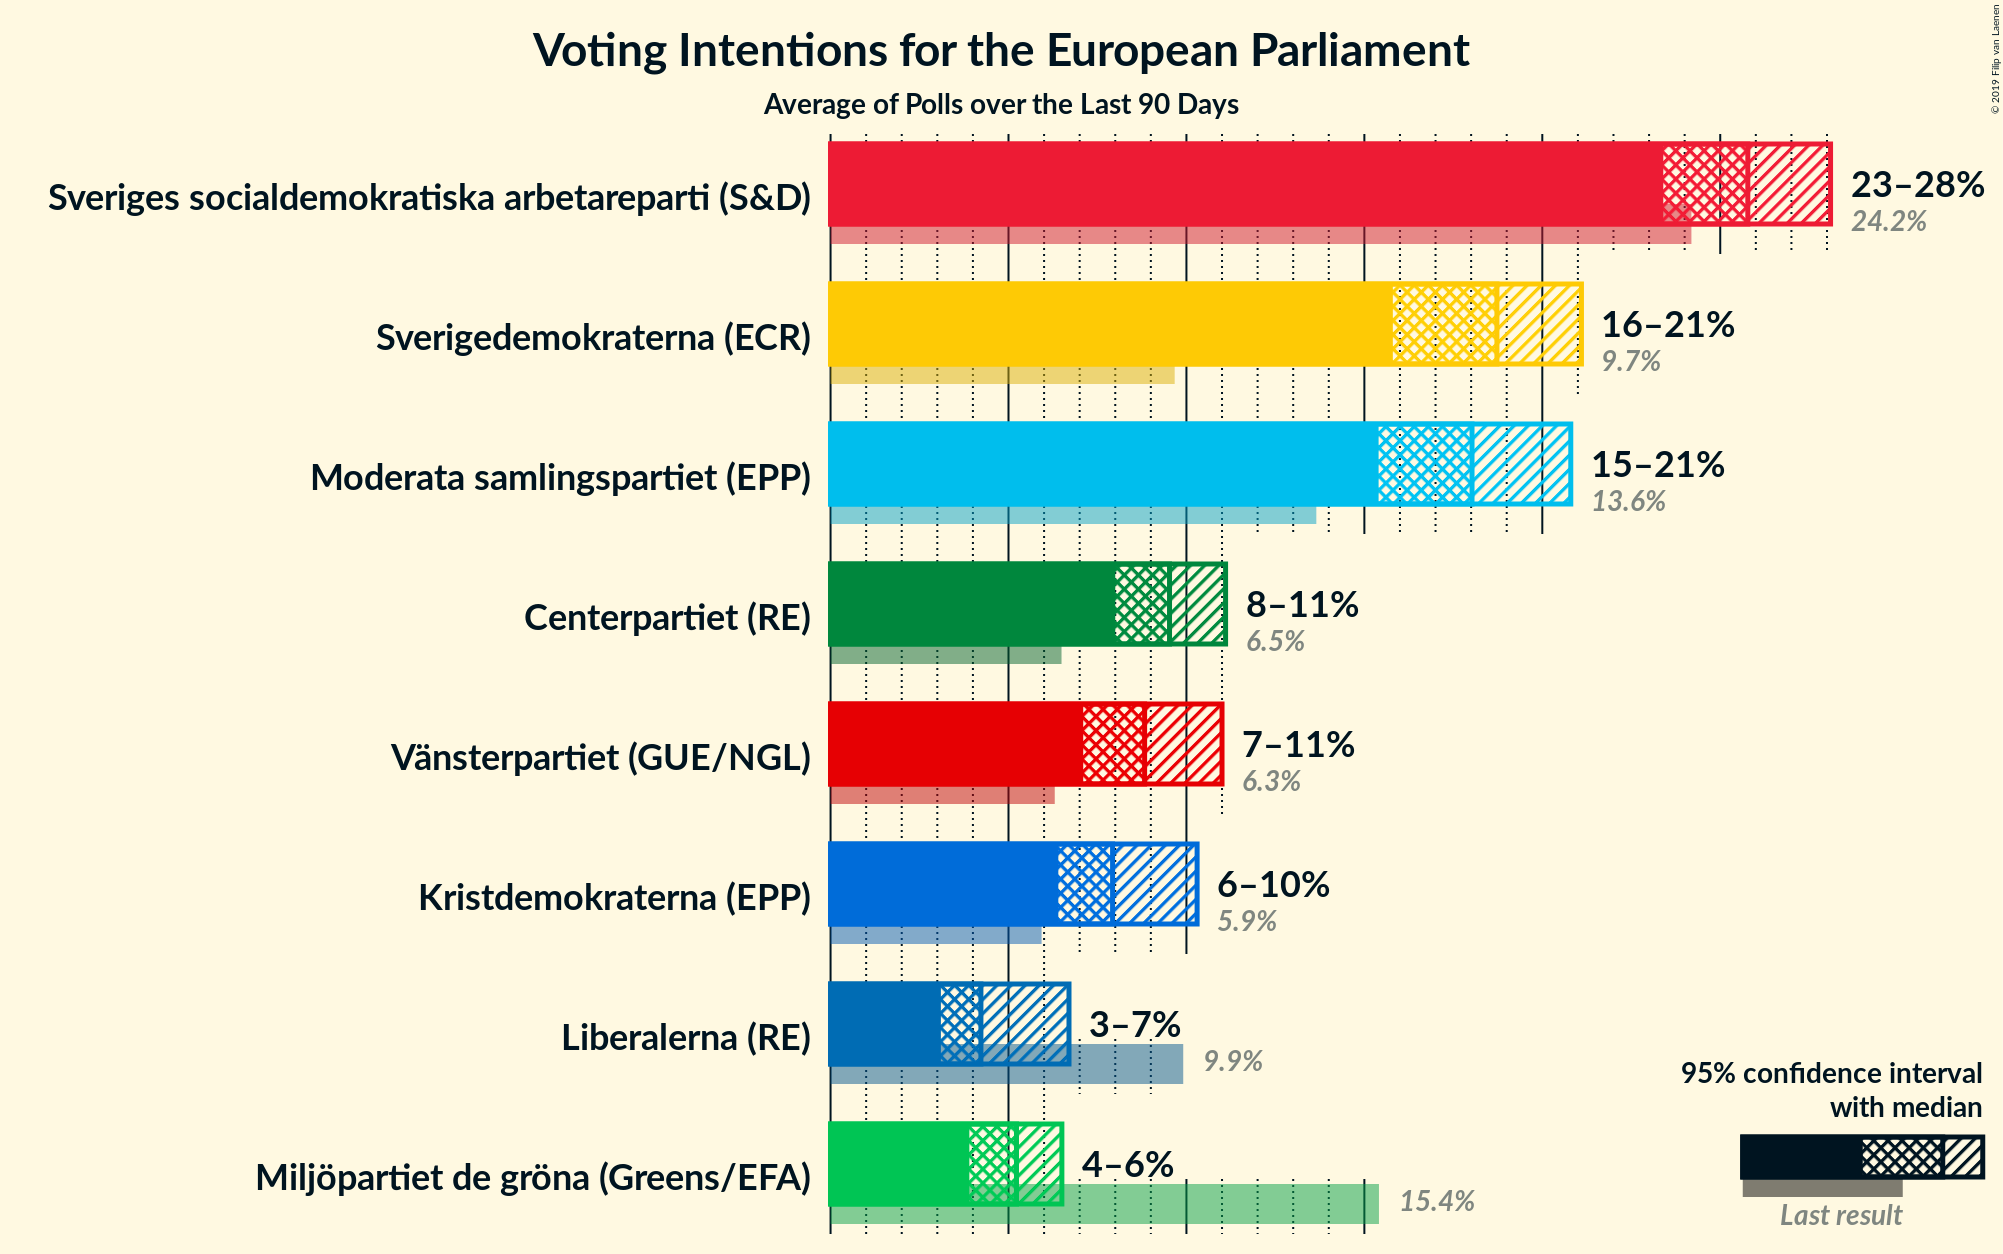 Voting Intentions for the European Parliament
Average of Polls over the Last 90 Days
© 2019 Filip van Laenen
Sveriges socialdemokratiska arbetareparti (S&D)
23–28%
24.2%
Sverigedemokraterna (ECR)
16–21%
9.7%
Moderata samlingspartiet (EPP)
15–21%
13.6%
Centerpartiet (RE)
8–11%
6.5%
Vänsterpartiet (GUE/NGL)
7–11%
6.3%
Kristdemokraterna (EPP)
6–10%
5.9%
Liberalerna (RE)
3–7%
9.9%
Miljöpartiet de gröna (Greens/EFA)
4–6%
15.4%
95% confidence interval
with median
Last result